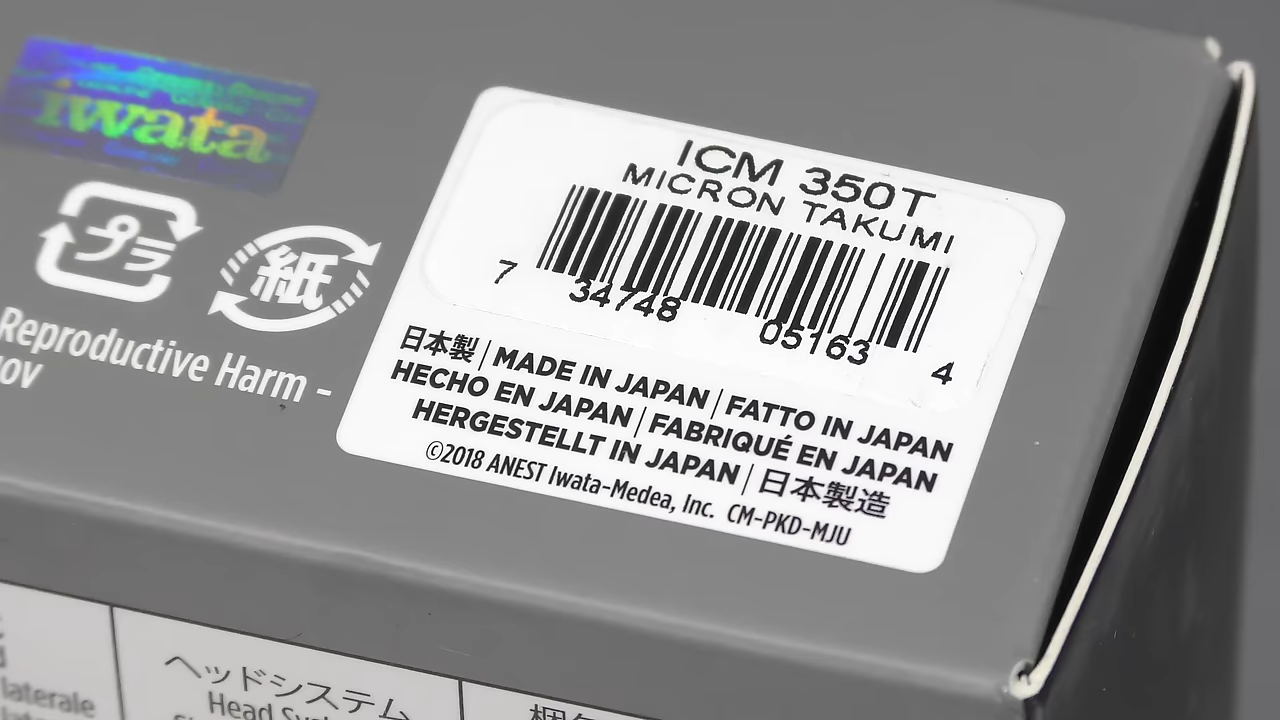 iwata
プラ
紙
Reproductive Harm -
ICM 350T
MICRON TAKUMI
7 34748 05163 4
日本製 | MADE IN JAPAN | FATTO IN JAPAN
HECHO EN JAPAN | FABRIQUÉ EN JAPAN
HERGESTELLT IN JAPAN | 日本製造
©2018 ANEST Iwata-Medea, Inc. CM-PKD-MJU
laterale
ヘッドシステム
Head